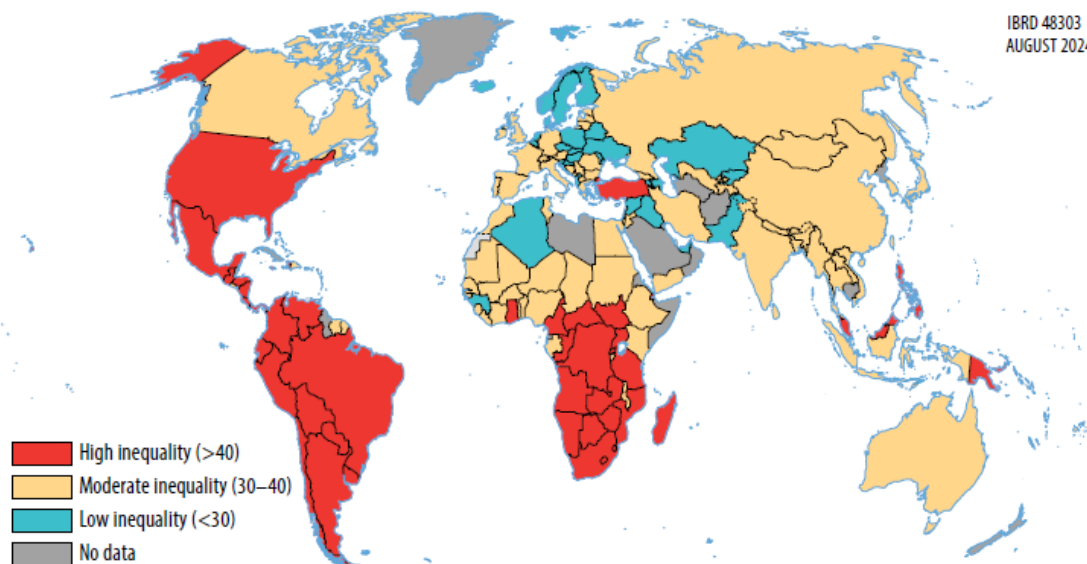 IBRD 48303
AUGUST 2024
High inequality (>40)
Moderate inequality (30–40)
Low inequality (<30)
No data